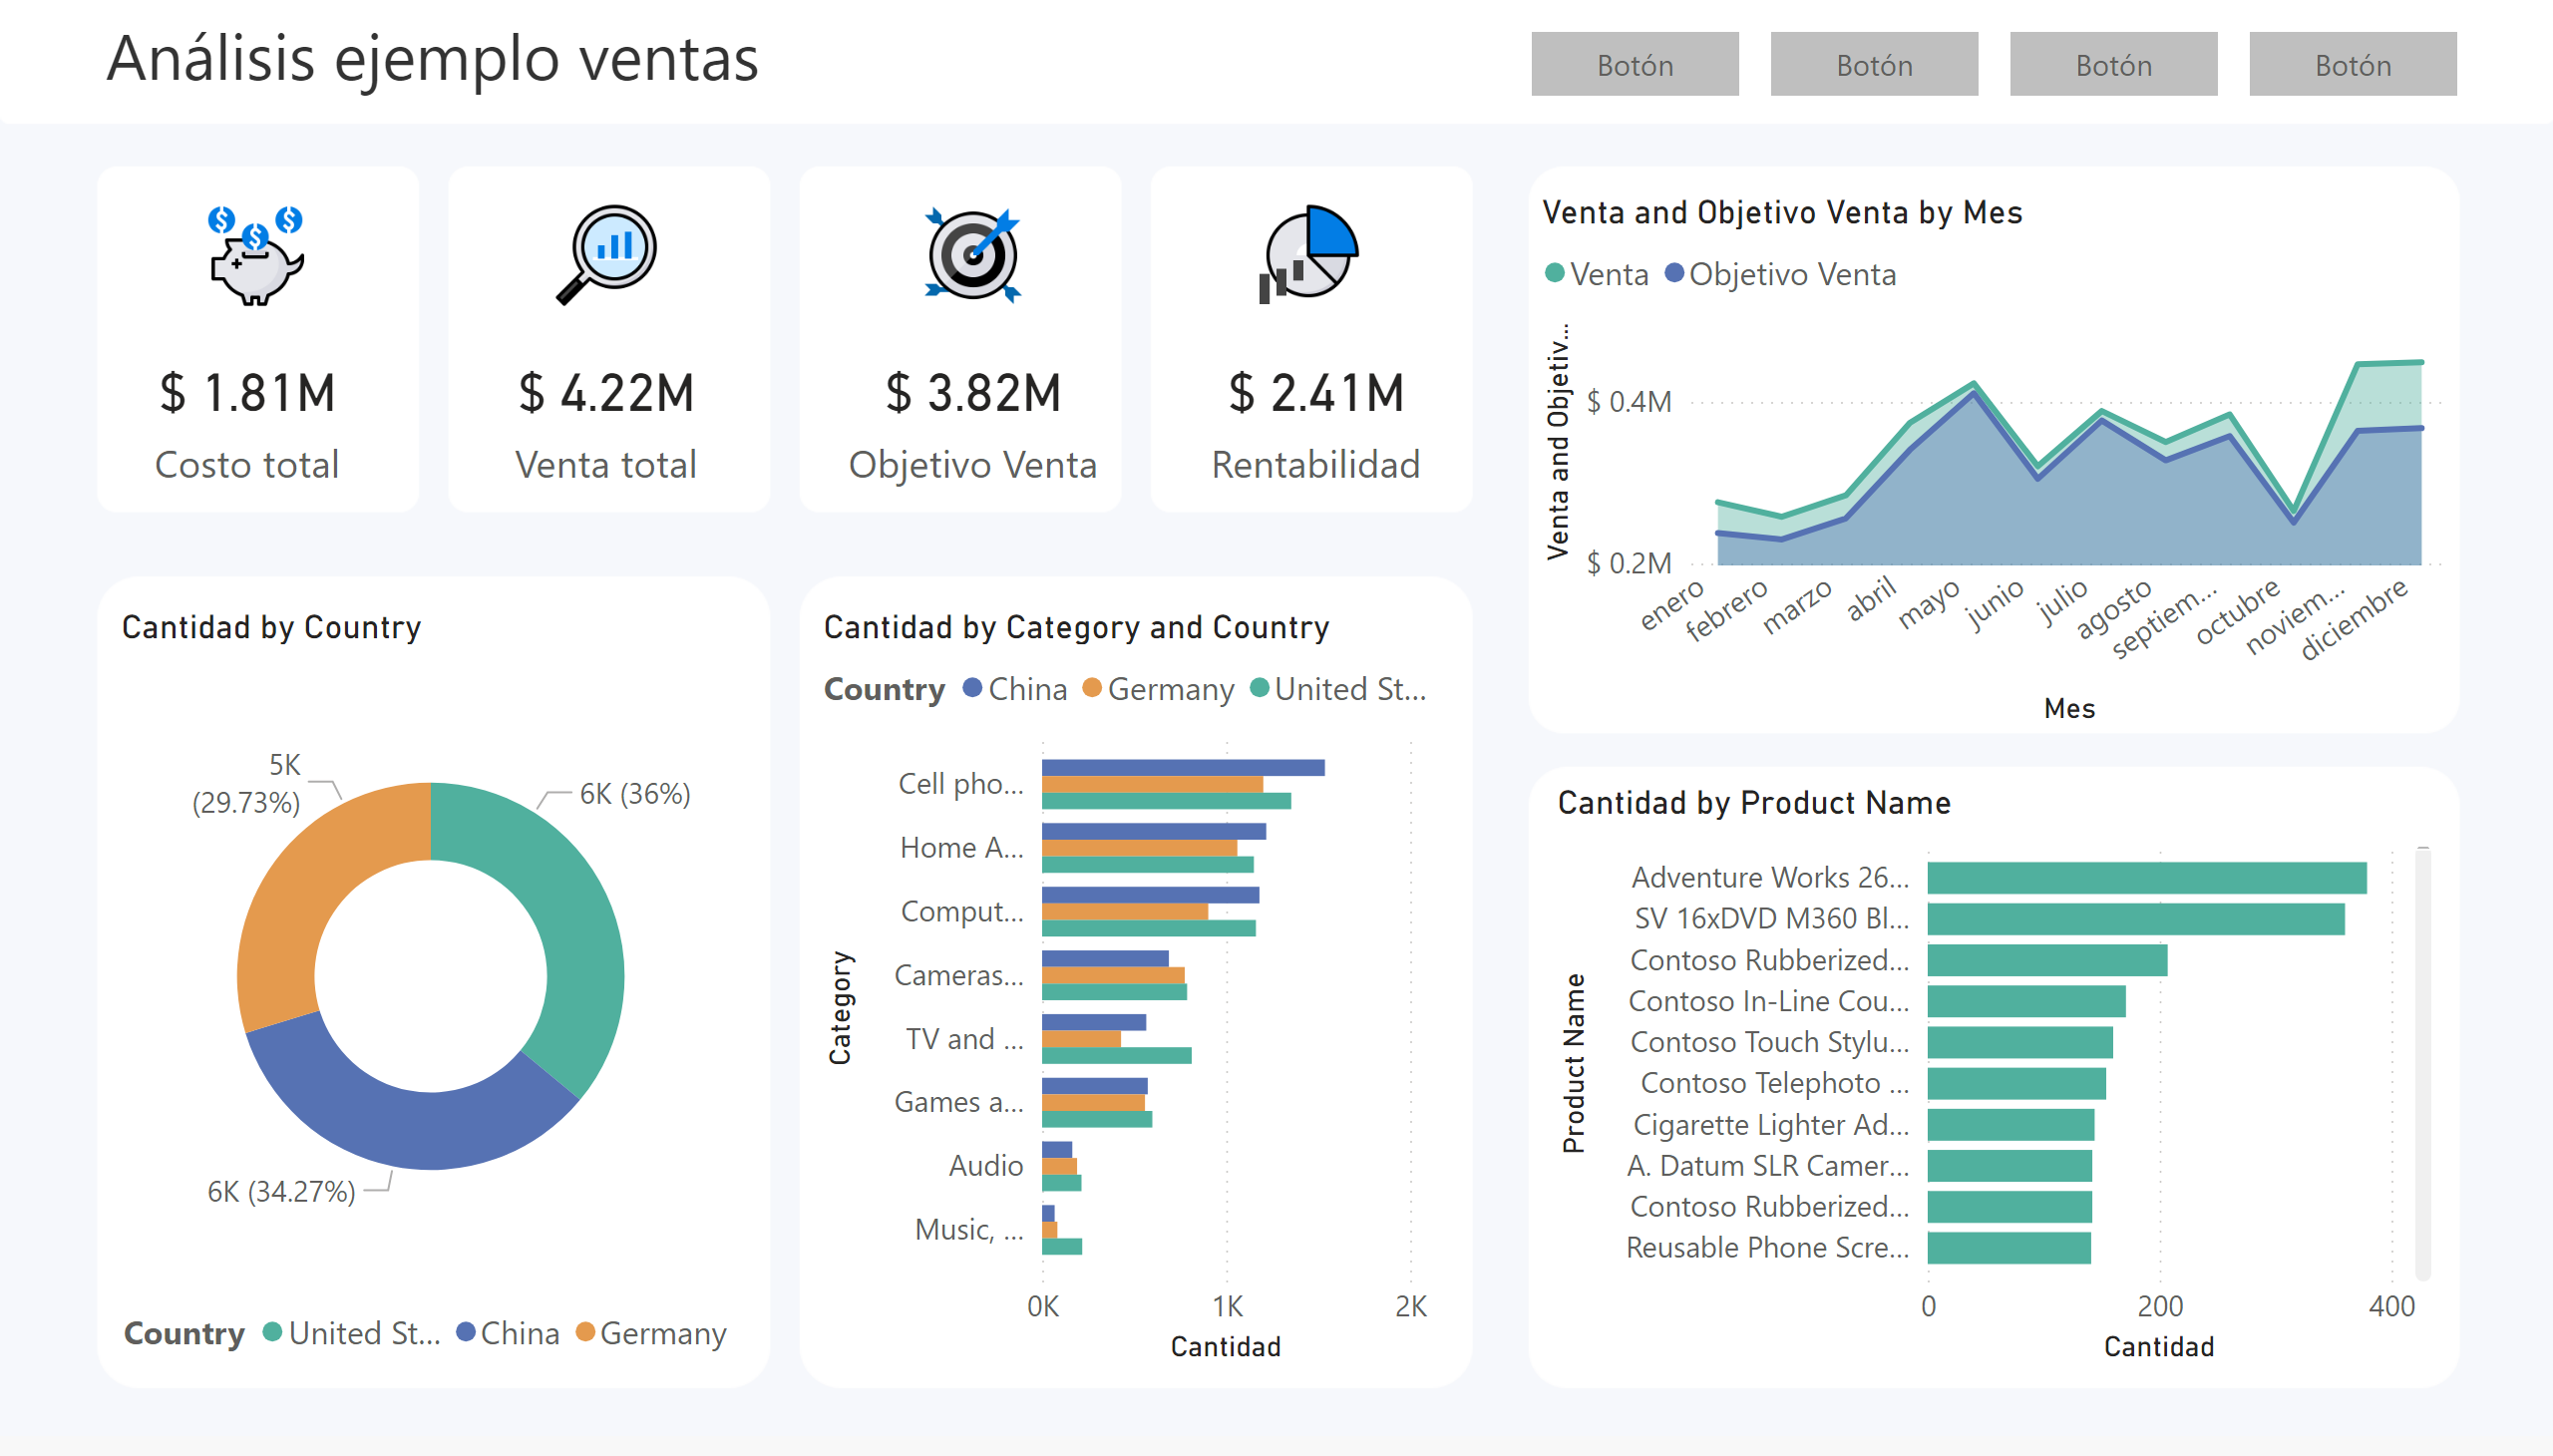 Análisis ejemplo ventas
Botón
Botón
Botón
Botón
$ 1.81M
Costo total
$ 4.22M
Venta total
$ 3.82M
Objetivo Venta
$ 2.41M
Rentabilidad
Venta and Objetivo Venta by Mes
Venta Objetivo Venta
Venta and Objetiv...
$ 0.4M
$ 0.2M
enero
febrero
marzo
abril
mayo
junio
julio
agosto
septiem...
octubre
noviem...
diciembre
Mes
Cantidad by Country
5K
(29.73%)
6K (36%)
6K (34.27%)
Country United St... China Germany
Cantidad by Category and Country
Country China Germany United St...
Category
Cell pho...
Home A...
Comput...
Cameras...
TV and ...
Games a...
Audio
Music, ...
0K 1K 2K
Cantidad
Cantidad by Product Name
Product Name
Adventure Works 26...
SV 16xDVD M360 Bl...
Contoso Rubberized...
Contoso In-Line Cou...
Contoso Touch Stylu...
Contoso Telephoto ...
Cigarette Lighter Ad...
A. Datum SLR Camer...
Contoso Rubberized...
Reusable Phone Scre...
0 200 400
Cantidad